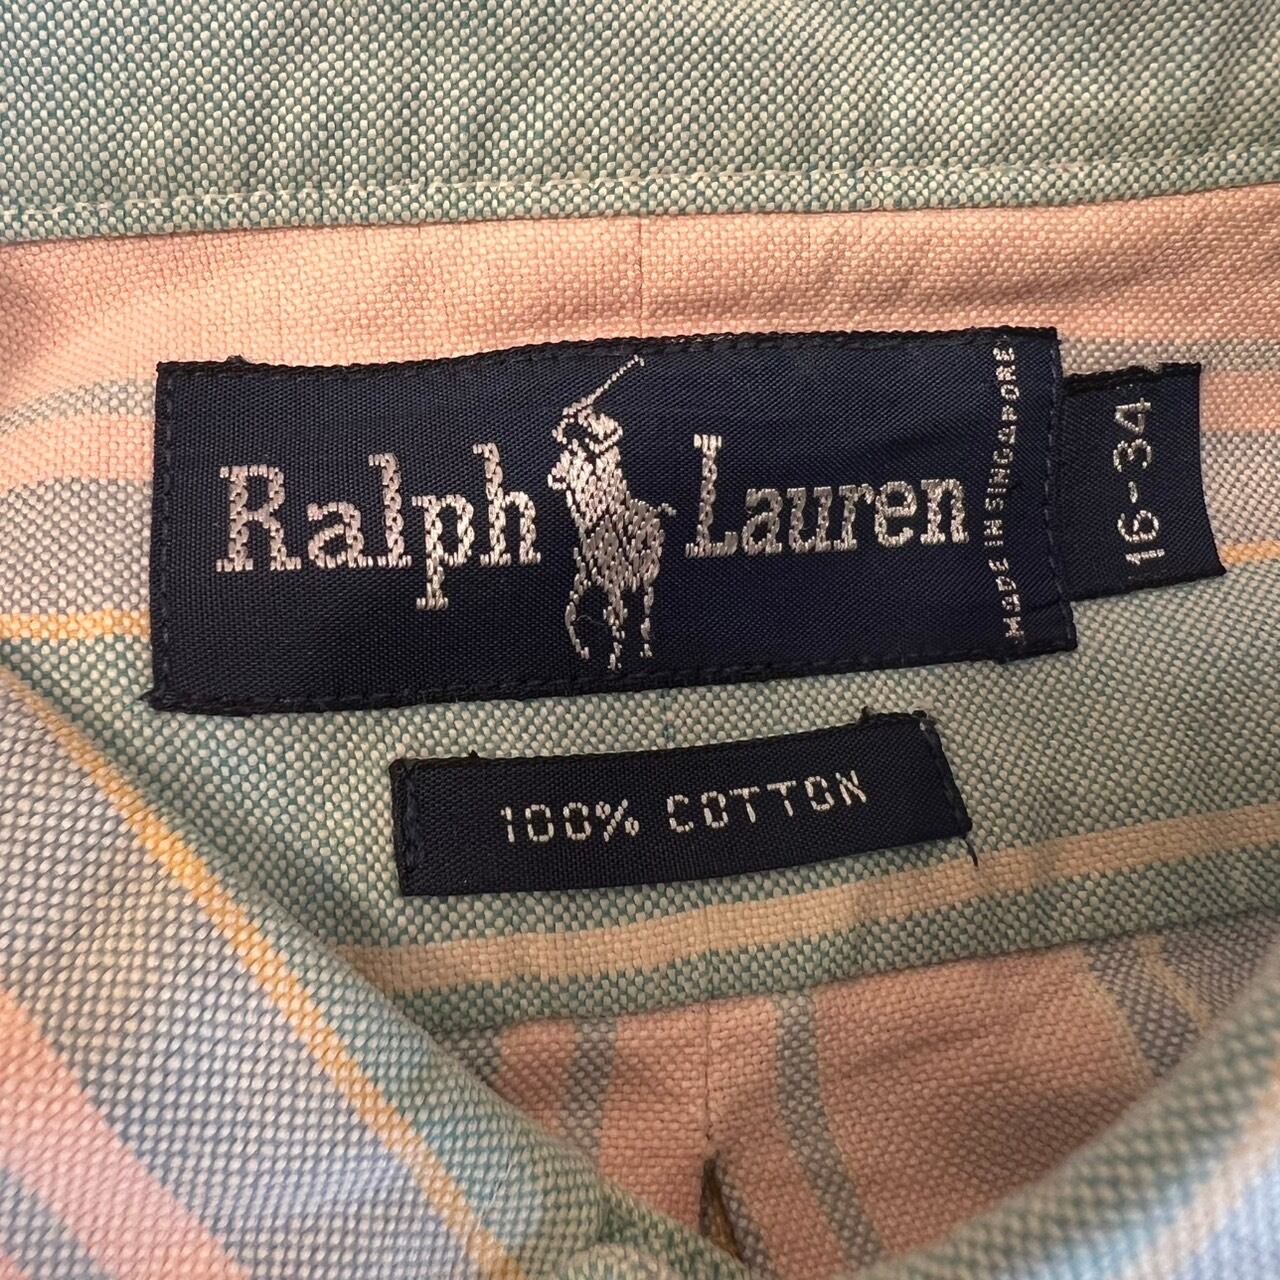 Ralph Lauren
MADE IN SINGAPORE
16-34
100% COTTON